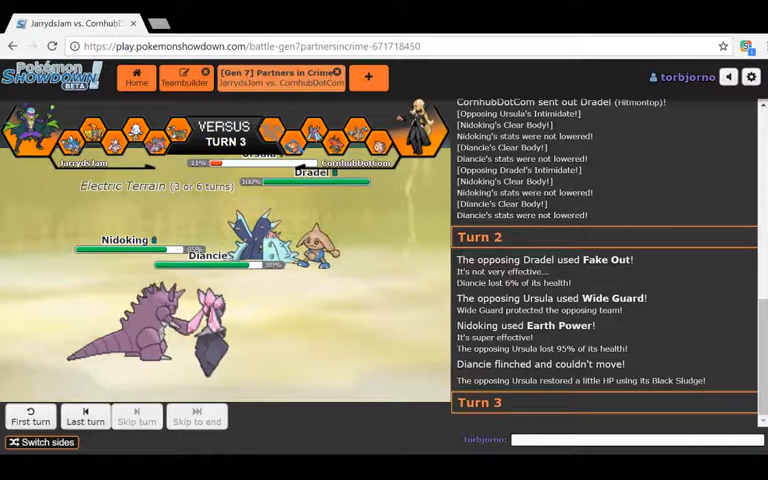 JarrydsJam vs. CornhubDotCom
https://play.pokemonshowdown.com/battle-gen7partnersincrime-671718450
Pokémon
SHOWDOWN!
BETA
Home
Teambuilder
[Gen 7] Partners in Crime
JarrydsJam vs. CornhubDotCom
+
torbjorno
VERSUS
TURN 3
JarrydsJam
CornhubDotCom
11%
Dradel
100%
Electric Terrain (3 or 6 turns)
Nidoking
85%
Diancie
88%
First turn
Last turn
Skip turn
Skip to end
Switch sides
CornhubDotCom sent out Dradel (Hitmontop)!
[Opposing Ursula's Intimidate!]
[Nidoking's Clear Body!]
Nidoking's stats were not lowered!
[Diancie's Clear Body!]
Diancie's stats were not lowered!
[Opposing Dradel's Intimidate!]
[Nidoking's Clear Body!]
Nidoking's stats were not lowered!
[Diancie's Clear Body!]
Diancie's stats were not lowered!
Turn 2
The opposing Dradel used Fake Out!
It's not very effective...
Diancie lost 6% of its health!
The opposing Ursula used Wide Guard!
Wide Guard protected the opposing team!
Nidoking used Earth Power!
It's super effective!
The opposing Ursula lost 95% of its health!
Diancie flinched and couldn't move!
The opposing Ursula restored a little HP using its Black Sludge!
Turn 3
torbjorno: